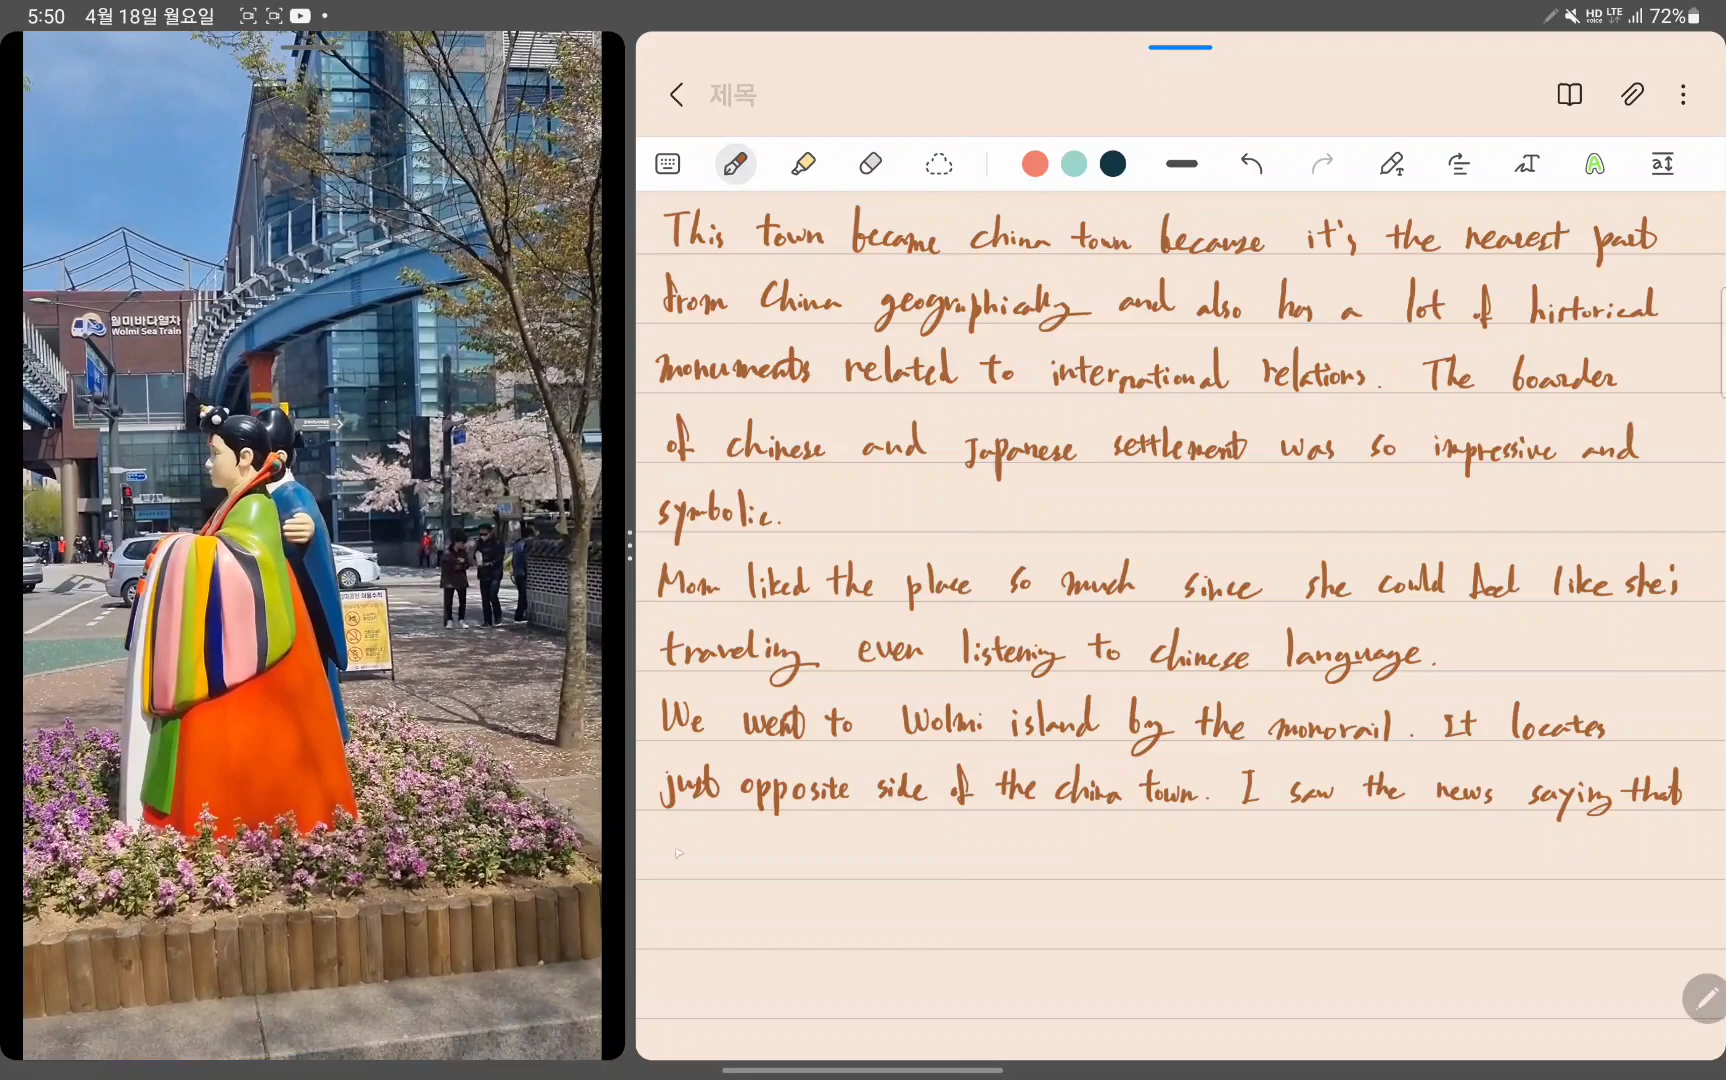 5:50 4월 18일 월요일
HD voice LTE 72%
제목
월미바다열차
Wolmi Sea Train
This town became china town because it's the nearest part
from China geographically and also has a lot of historical
monuments related to international relations. The boarder
of chinese and Japanese settlement was so impressive and
symbolic.
Mom liked the place so much since she could feel like she's
traveling even listening to chinese language.
We went to Wolmi island by the monorail. It locates
just opposite side of the china town. I saw the news saying that